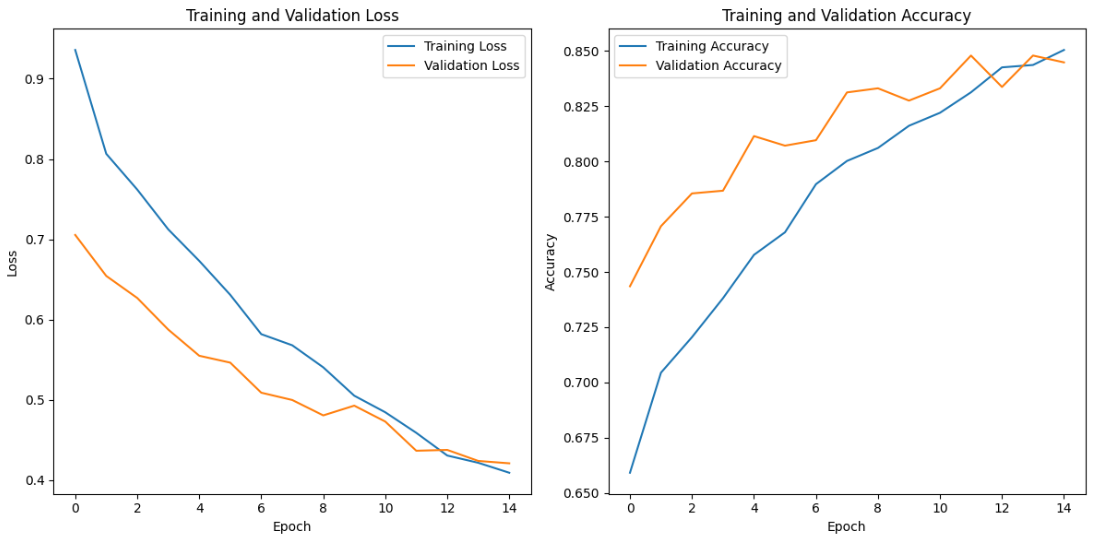 Training and Validation Loss
Training Loss
Validation Loss
0.9
0.8
0.7
0.6
0.5
0.4
Loss
0 2 4 6 8 10 12 14
Epoch
Training and Validation Accuracy
Training Accuracy
Validation Accuracy
0.850
0.825
0.800
0.775
0.750
0.725
0.700
0.675
0.650
Accuracy
0 2 4 6 8 10 12 14
Epoch